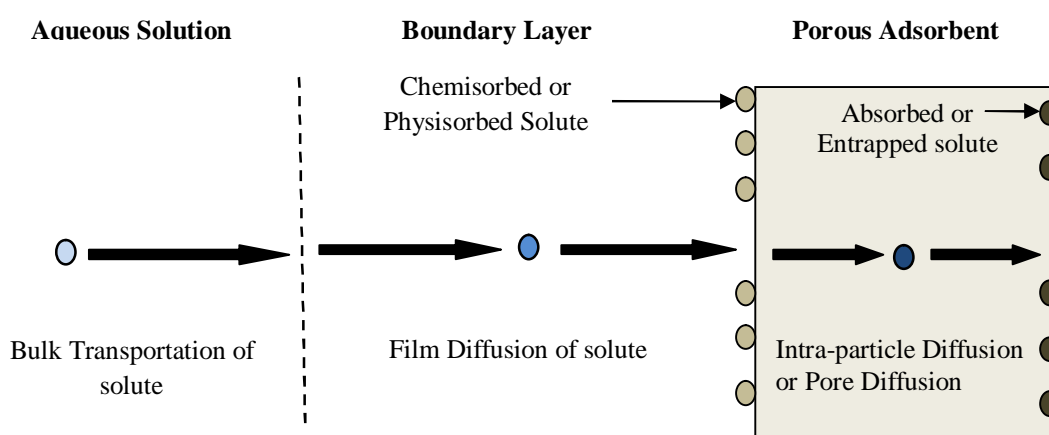 Aqueous Solution
Boundary Layer
Porous Adsorbent
Chemisorbed or
Physisorbed Solute
Absorbed or
Entrapped solute
Bulk Transportation of
solute
Film Diffusion of solute
Intra-particle Diffusion
or Pore Diffusion